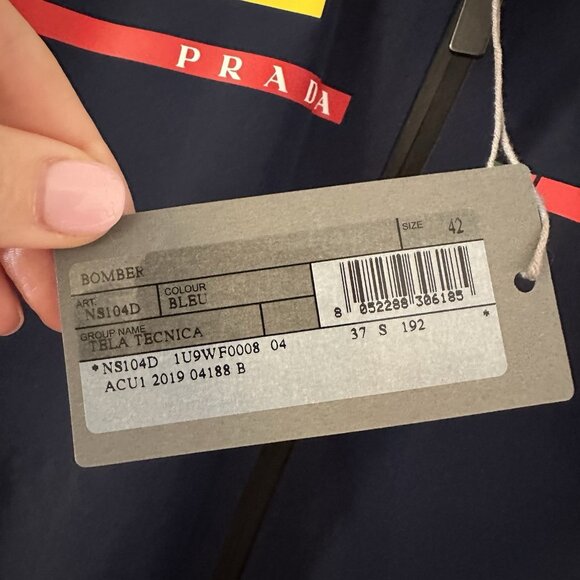 PRADA
SIZE 42
BOMBER
ART. NS104D COLOUR BLEU
8 052288 306185
GROUP NAME TELA TECNICA
37 S 192 *
* NS104D 1U9WF0008 04
ACU1 2019 04188 B